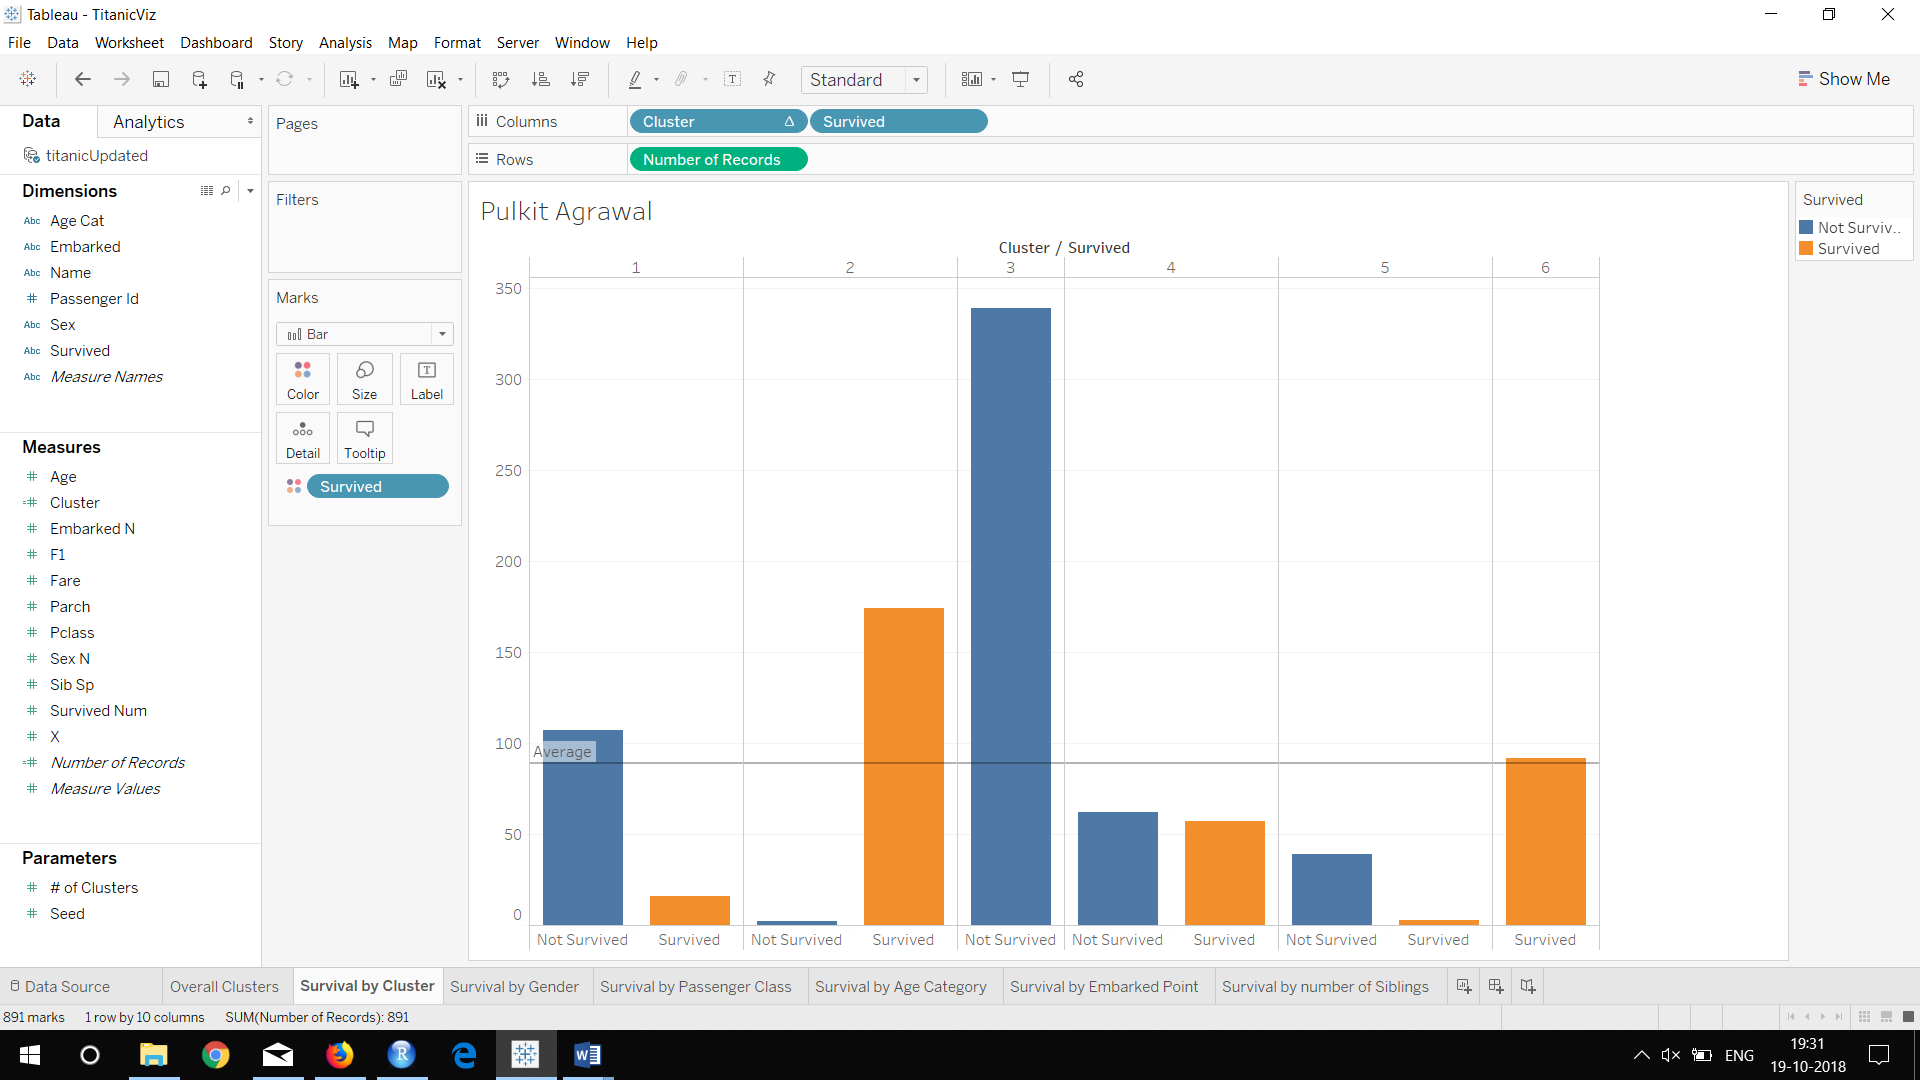 Tableau - TitanicViz
File Data Worksheet Dashboard Story Analysis Map Format Server Window Help
Standard
Show Me
Data Analytics
titanicUpdated
Dimensions
Abc Age Cat
Abc Embarked
Abc Name
# Passenger Id
Abc Sex
Abc Survived
Abc Measure Names
Measures
# Age
=# Cluster
# Embarked N
# F1
# Fare
# Parch
# Pclass
# Sex N
# Sib Sp
# Survived Num
# X
=# Number of Records
# Measure Values
Parameters
# # of Clusters
# Seed
Pages
Filters
Marks
Bar
Color Size Label
Detail Tooltip
Survived
Columns Cluster Δ Survived
Rows Number of Records
Pulkit Agrawal
Cluster / Survived
1 2 3 4 5 6
350
300
250
200
150
100
50
0
Average
Not Survived Survived Not Survived Survived Not Survived Not Survived Survived Not Survived Survived Survived
Survived
Not Surviv..
Survived
Data Source Overall Clusters Survival by Cluster Survival by Gender Survival by Passenger Class Survival by Age Category Survival by Embarked Point Survival by number of Siblings
891 marks 1 row by 10 columns SUM(Number of Records): 891
ENG
19:31
19-10-2018